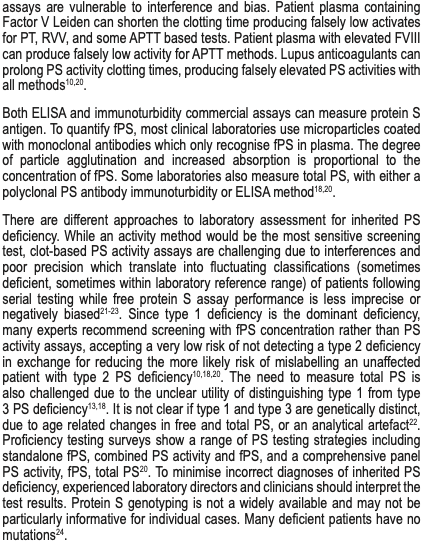 assays are vulnerable to interference and bias. Patient plasma containing
Factor V Leiden can shorten the clotting time producing falsely low activates
for PT, RVV, and some APTT based tests. Patient plasma with elevated FVIII
can produce falsely low activity for APTT methods. Lupus anticoagulants can
prolong PS activity clotting times, producing falsely elevated PS activities with
all methods10,20.
Both ELISA and immunoturbidity commercial assays can measure protein S
antigen. To quantify fPS, most clinical laboratories use microparticles coated
with monoclonal antibodies which only recognise fPS in plasma. The degree
of particle agglutination and increased absorption is proportional to the
concentration of fPS. Some laboratories also measure total PS, with either a
polyclonal PS antibody immunoturbidity or ELISA method18,20.
There are different approaches to laboratory assessment for inherited PS
deficiency. While an activity method would be the most sensitive screening
test, clot-based PS activity assays are challenging due to interferences and
poor precision which translate into fluctuating classifications (sometimes
deficient, sometimes within laboratory reference range) of patients following
serial testing while free protein S assay performance is less imprecise or
negatively biased21-23. Since type 1 deficiency is the dominant deficiency,
many experts recommend screening with fPS concentration rather than PS
activity assays, accepting a very low risk of not detecting a type 2 deficiency
in exchange for reducing the more likely risk of mislabelling an unaffected
patient with type 2 PS deficiency10,18,20. The need to measure total PS is
also challenged due to the unclear utility of distinguishing type 1 from type
3 PS deficiency13,18. It is not clear if type 1 and type 3 are genetically distinct,
due to age related changes in free and total PS, or an analytical artefact22.
Proficiency testing surveys show a range of PS testing strategies including
standalone fPS, combined PS activity and fPS, and a comprehensive panel
PS activity, fPS, total PS20. To minimise incorrect diagnoses of inherited PS
deficiency, experienced laboratory directors and clinicians should interpret the
test results. Protein S genotyping is not a widely available and may not be
particularly informative for individual cases. Many deficient patients have no
mutations24.